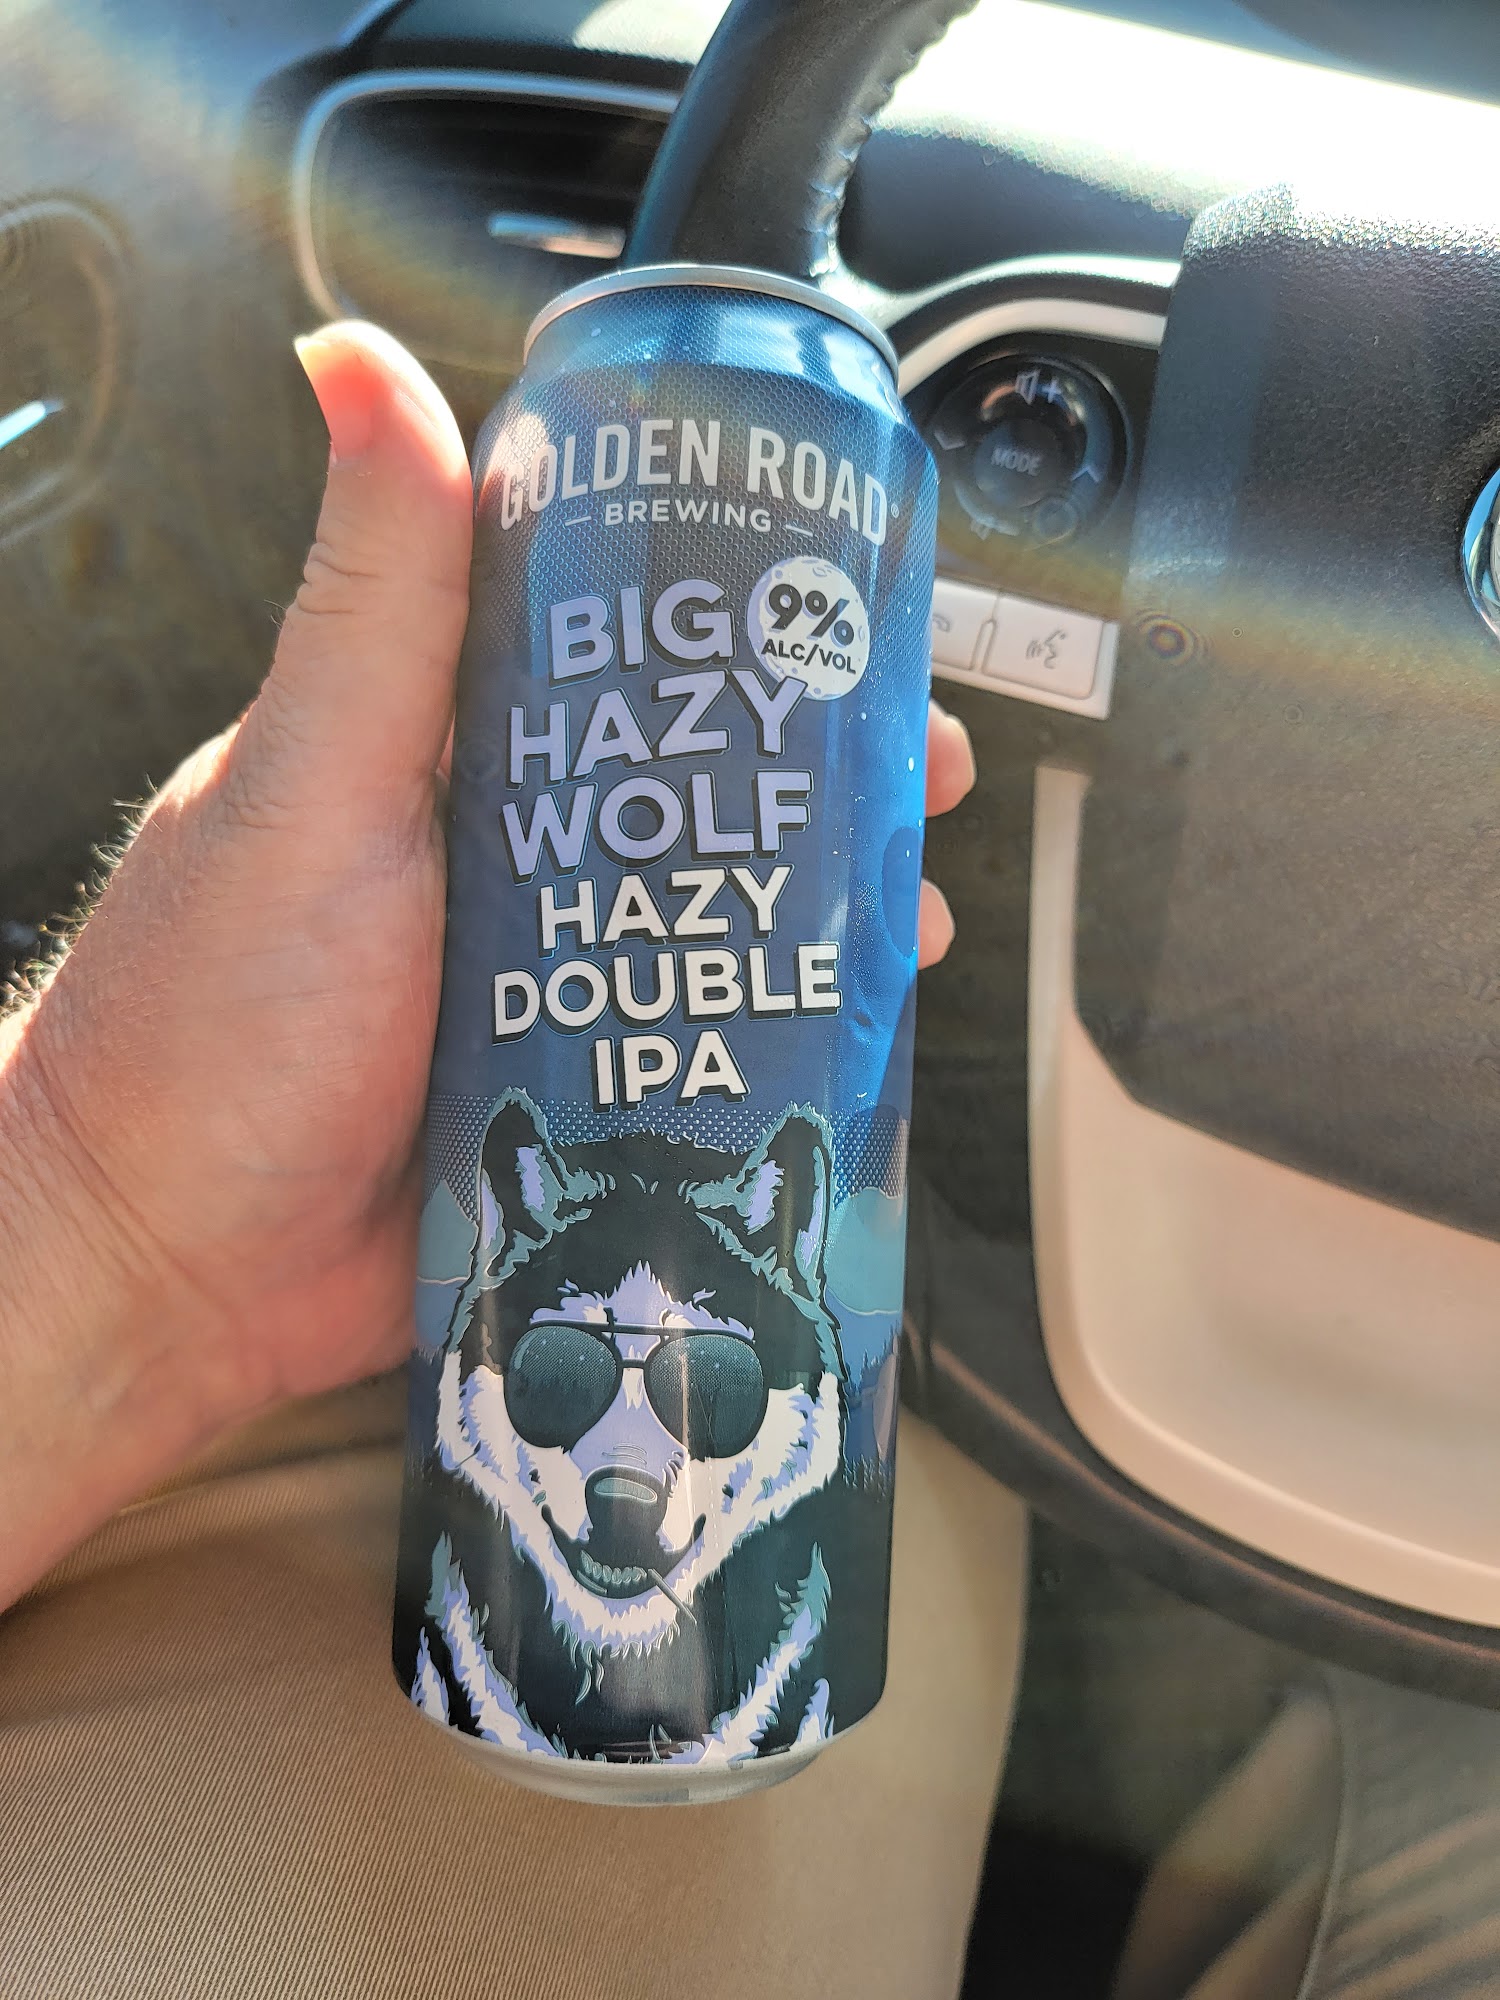 GOLDEN ROAD®
— BREWING —
BIG
9%
ALC/VOL
HAZY
WOLF
HAZY
DOUBLE
IPA
+
MODE